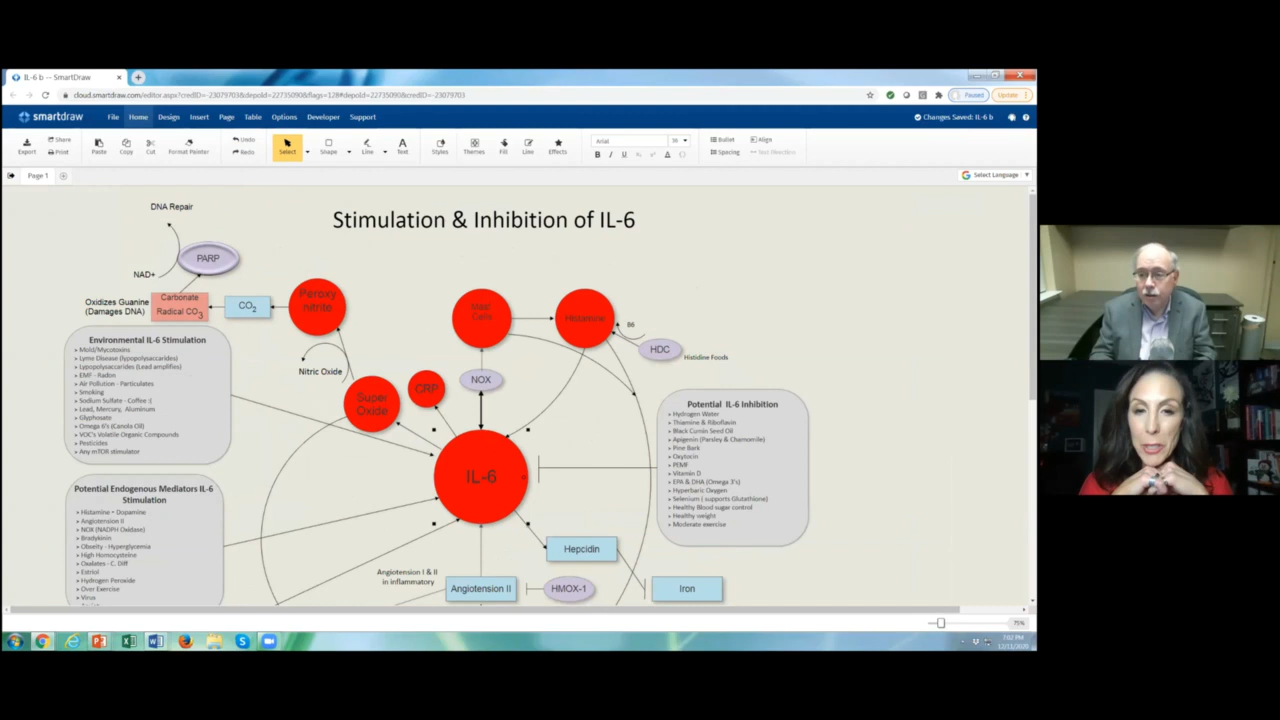 IL-6 b -- SmartDraw
cloud.smartdraw.com/editor.aspx?credID=-23079703&depoId=22735090&flags=128#depoId=22735090&credID=-23079703
Paused
Update
smartdraw
File Home Design Insert Page Table Options Developer Support
Changes Saved: IL-6 b
Export
Share
Print
Paste
Copy
Cut
Format Painter
Undo
Redo
Select
Shape
Line
Text
Styles
Themes
Fill
Line
Effects
Arial
B I U
Bullet
Align
Spacing
Text Direction
Page 1
Select Language
Stimulation & Inhibition of IL-6
DNA Repair
PARP
NAD+
Oxidizes Guanine
(Damages DNA)
Carbonate
Radical CO3
CO2
Peroxy
nitrite
Nitric Oxide
Super
Oxide
CRP
NOX
Mast
Cells
Histamine
B6
HDC
Histidine Foods
Environmental IL-6 Stimulation
» Mold/Mycotoxins
» Lyme Disease (lypopolysaccarides)
» Lypopolysaccarides (Lead amplifies)
» EMF - Radon
» Air Pollution - Particulates
» Smoking
» Sodium Sulfate - Coffee :(
» Lead, Mercury, Aluminum
» Glyphosate
» Omega 6's (Canola Oil)
» VOC's Volatile Organic Compounds
» Pesticides
» Any mTOR stimulator
Potential Endogenous Mediators IL-6
Stimulation
» Histamine + Dopamine
» Angiotension II
» NOX (NADPH Oxidase)
» Bradykinin
» Obseity - Hyperglycemia
» High Homocysteine
» Oxalates - C. Diff
» Estriol
» Hydrogen Peroxide
» Over Exercise
» Virus
IL-6
Potential IL-6 Inhibition
» Hydrogen Water
» Thiamine & Riboflavin
» Black Cumin Seed Oil
» Apigenin (Parsley & Chamomile)
» Pine Bark
» Oxytocin
» PEMF
» Vitamin D
» EPA & DHA (Omega 3's)
» Hyperbaric Oxygen
» Selenium ( supports Glutathione)
» Healthy Blood sugar control
» Healthy weight
» Moderate exercise
Hepcidin
Angiotension I & II
in inflammatory
Angiotension II
HMOX-1
Iron
75%
7:02 PM